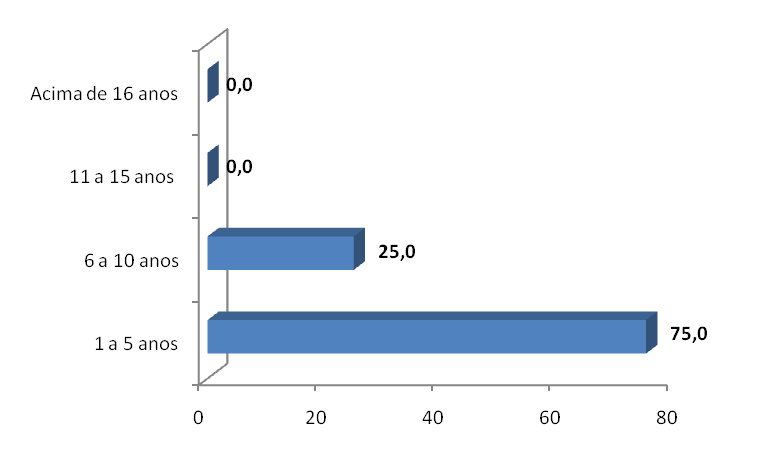 Acima de 16 anos
0,0
11 a 15 anos
0,0
6 a 10 anos
25,0
1 a 5 anos
75,0
0 20 40 60 80